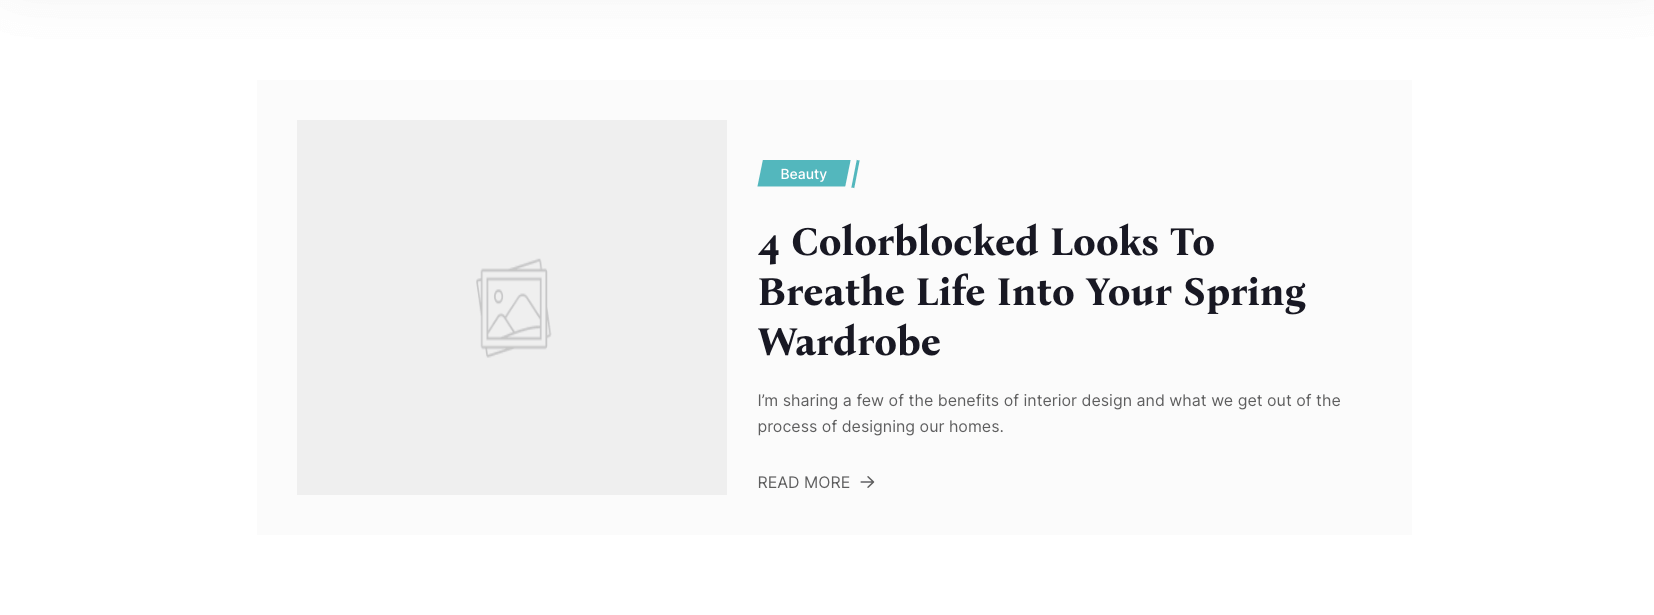 Beauty
4 Colorblocked Looks To
Breathe Life Into Your Spring
Wardrobe
I’m sharing a few of the benefits of interior design and what we get out of the
process of designing our homes.
READ MORE →